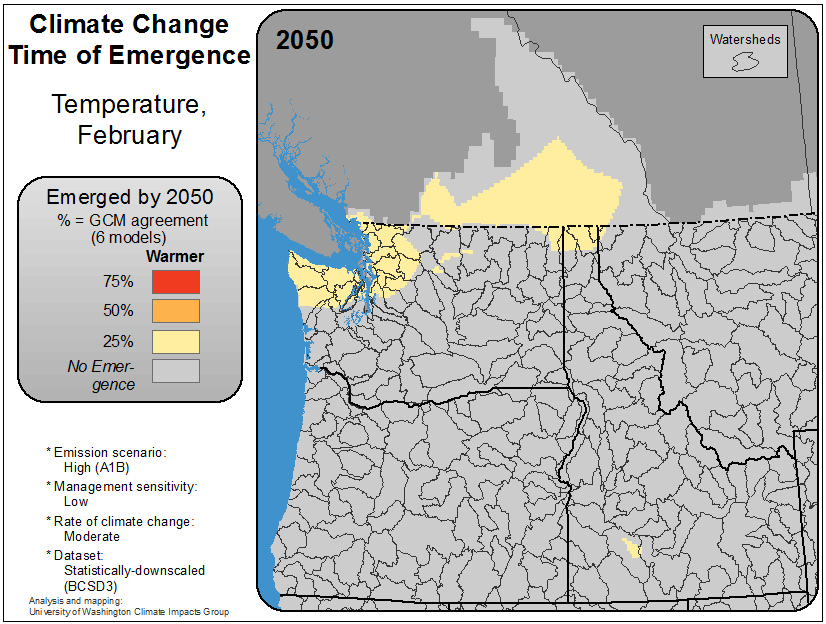 Climate Change
Time of Emergence
Temperature,
February
Emerged by 2050
% = GCM agreement
(6 models)
Warmer
75%
50%
25%
No Emer-
gence
* Emission scenario:
High (A1B)
* Management sensitivity:
Low
* Rate of climate change:
Moderate
* Dataset:
Statistically-downscaled
(BCSD3)
Analysis and mapping:
University of Washington Climate Impacts Group
2050
Watersheds